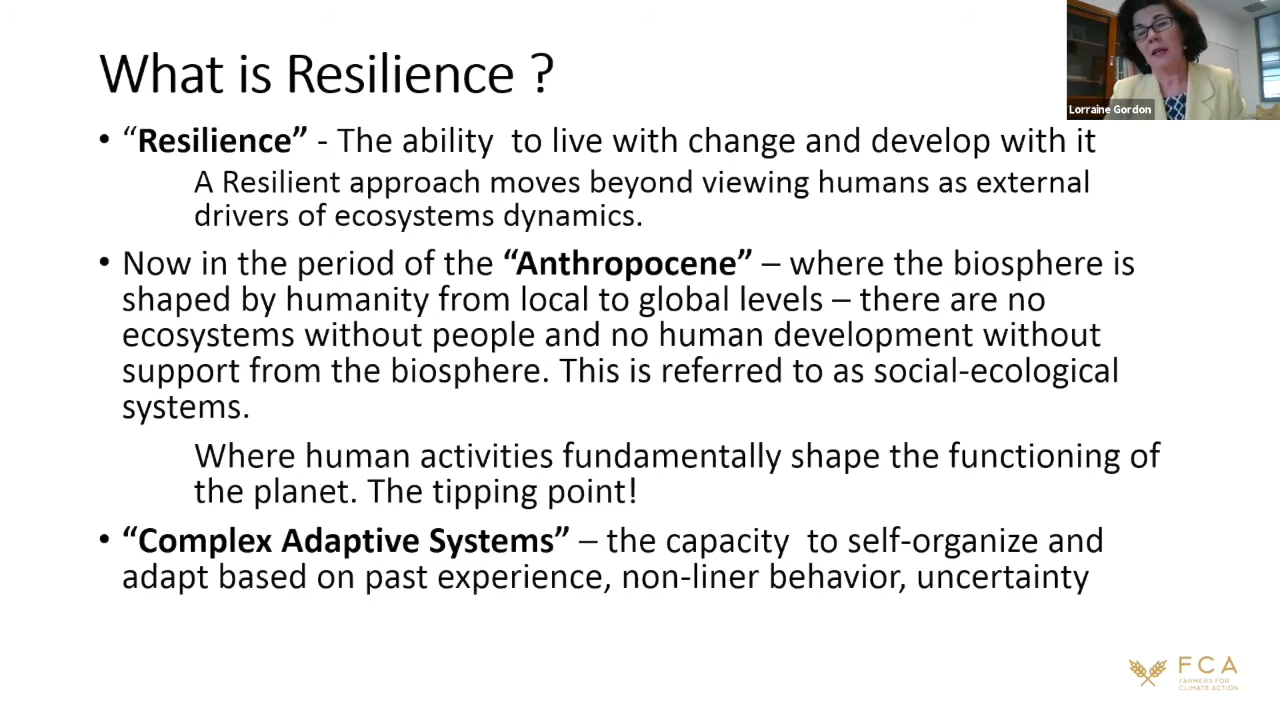 What is Resilience ?
Lorraine Gordon
• “Resilience” - The ability to live with change and develop with it
A Resilient approach moves beyond viewing humans as external
drivers of ecosystems dynamics.
• Now in the period of the “Anthropocene” – where the biosphere is
shaped by humanity from local to global levels – there are no
ecosystems without people and no human development without
support from the biosphere. This is referred to as social-ecological
systems.
Where human activities fundamentally shape the functioning of
the planet. The tipping point!
• “Complex Adaptive Systems” – the capacity to self-organize and
adapt based on past experience, non-liner behavior, uncertainty
FCA
FARMERS FOR
CLIMATE ACTION